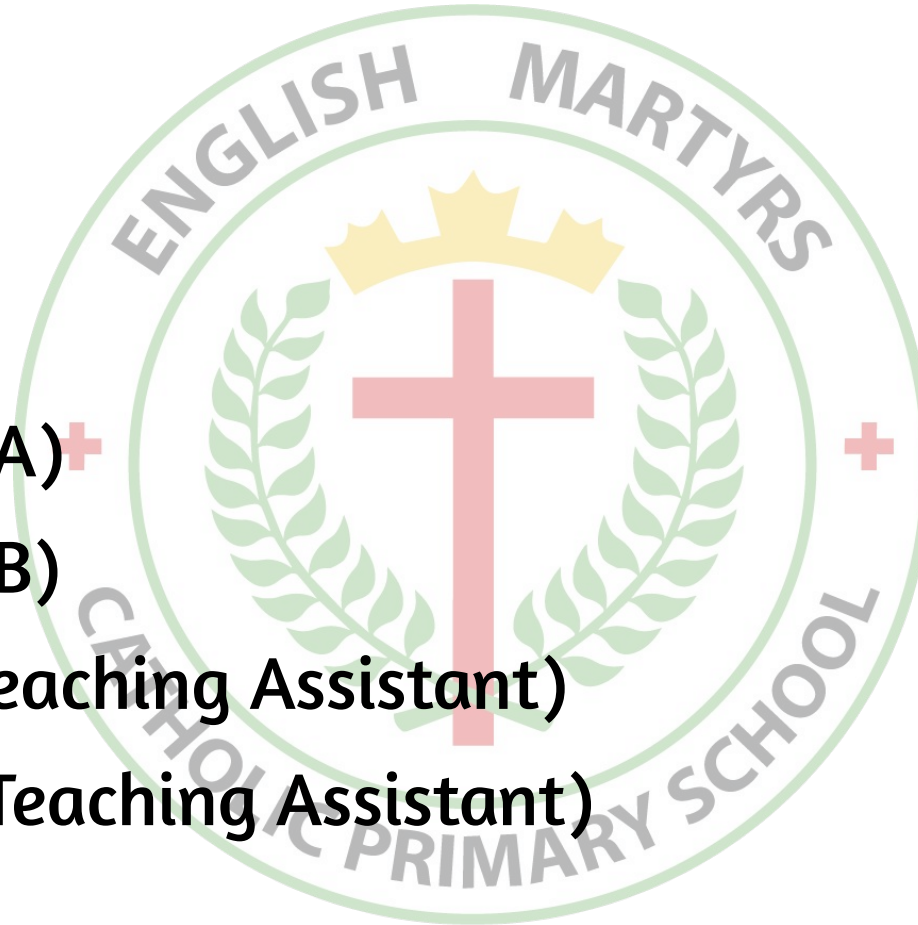 ENGLISH MARTYRS
A)
B)
eaching Assistant)
Teaching Assistant)
CATHOLIC PRIMARY SCHOOL